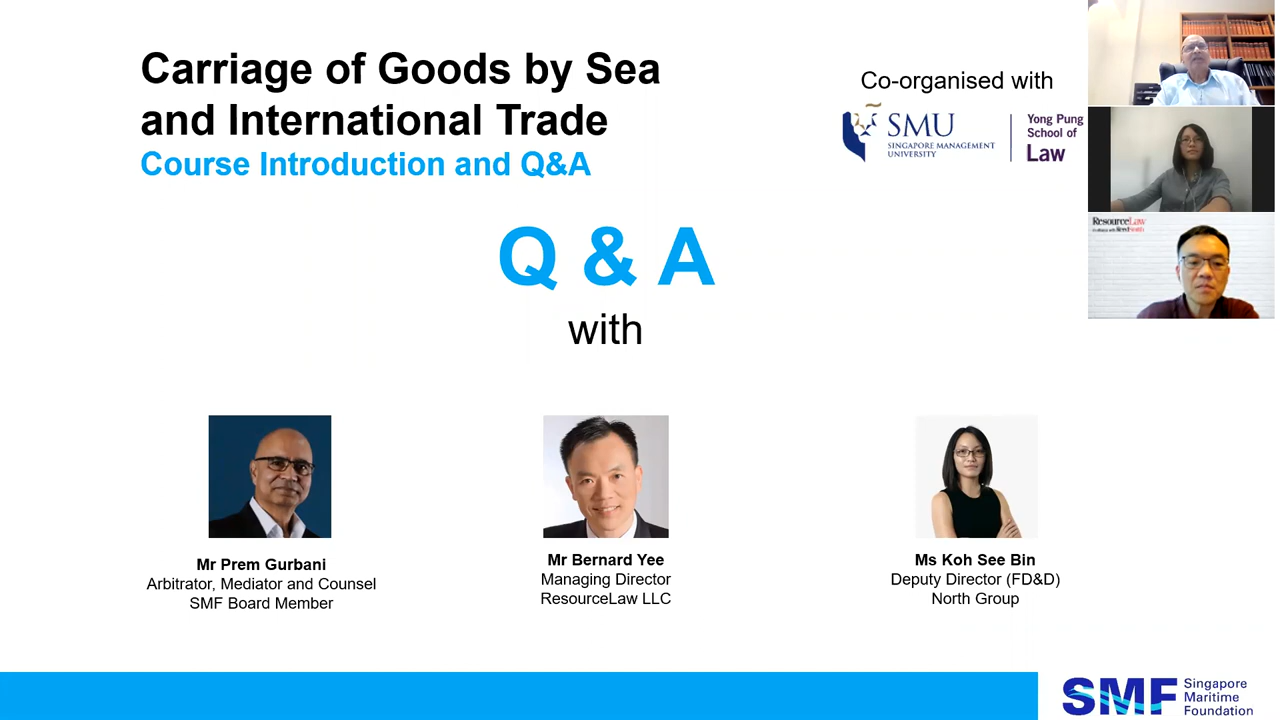 Carriage of Goods by Sea
and International Trade
Course Introduction and Q&A
Co-organised with
SMU
SINGAPORE MANAGEMENT
UNIVERSITY
Yong Pung
School of
Law
ResourceLaw
Q & A
with
Mr Prem Gurbani
Arbitrator, Mediator and Counsel
SMF Board Member
Mr Bernard Yee
Managing Director
ResourceLaw LLC
Ms Koh See Bin
Deputy Director (FD&D)
North Group
SMF
Singapore
Maritime
Foundation